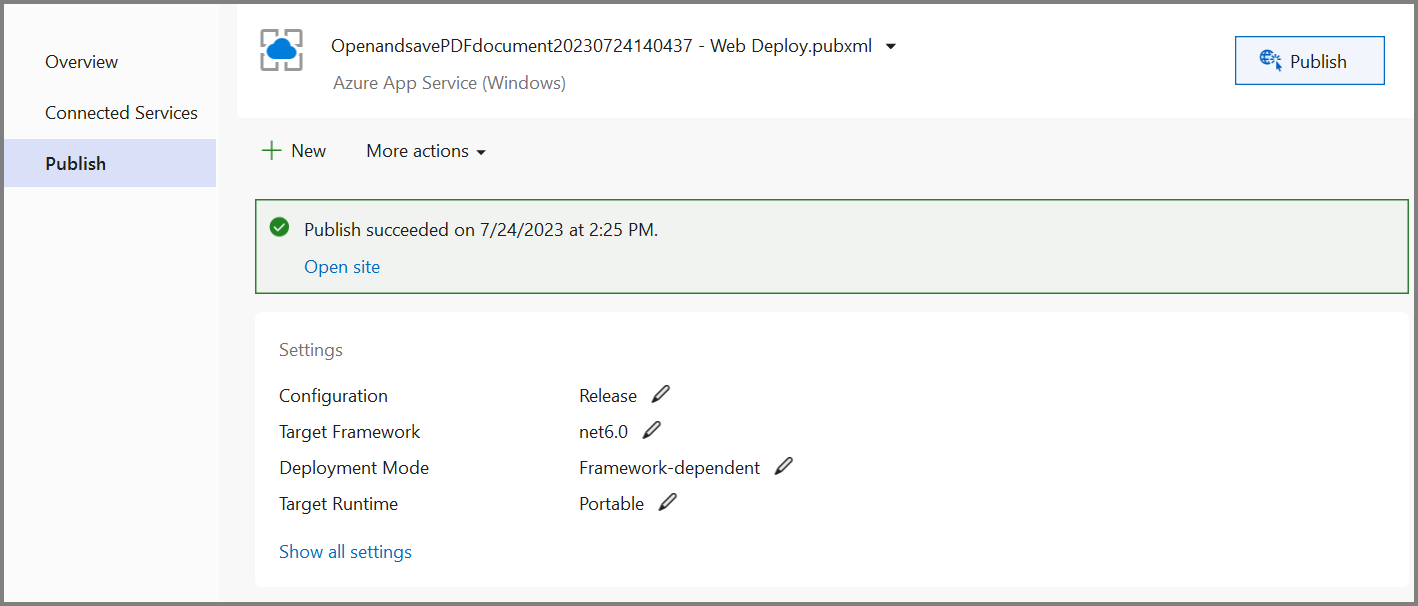 Overview
Connected Services
Publish
OpenandsavePDFdocument20230724140437 - Web Deploy.pubxml
Azure App Service (Windows)
Publish
New
More actions
Publish succeeded on 7/24/2023 at 2:25 PM.
Open site
Settings
Configuration Release
Target Framework net6.0
Deployment Mode Framework-dependent
Target Runtime Portable
Show all settings